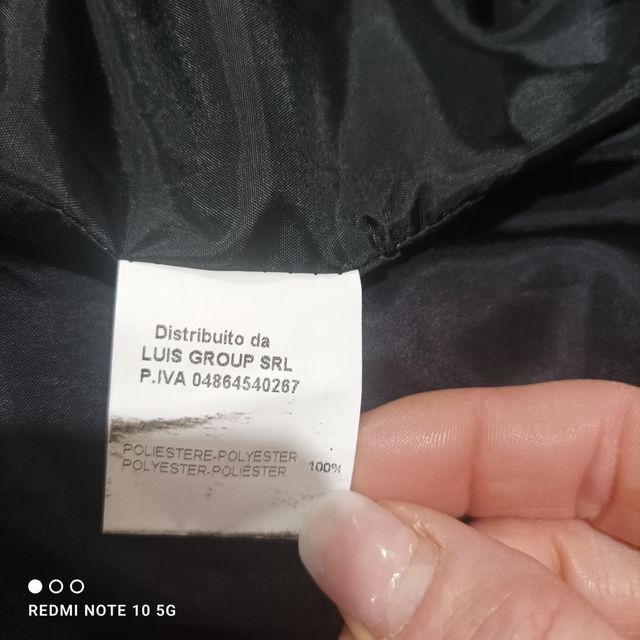 Distribuito da
LUIS GROUP SRL
P.IVA 04864540267
POLIESTERE-POLYESTER
POLYESTER-POLIÉSTER 100%
REDMI NOTE 10 5G